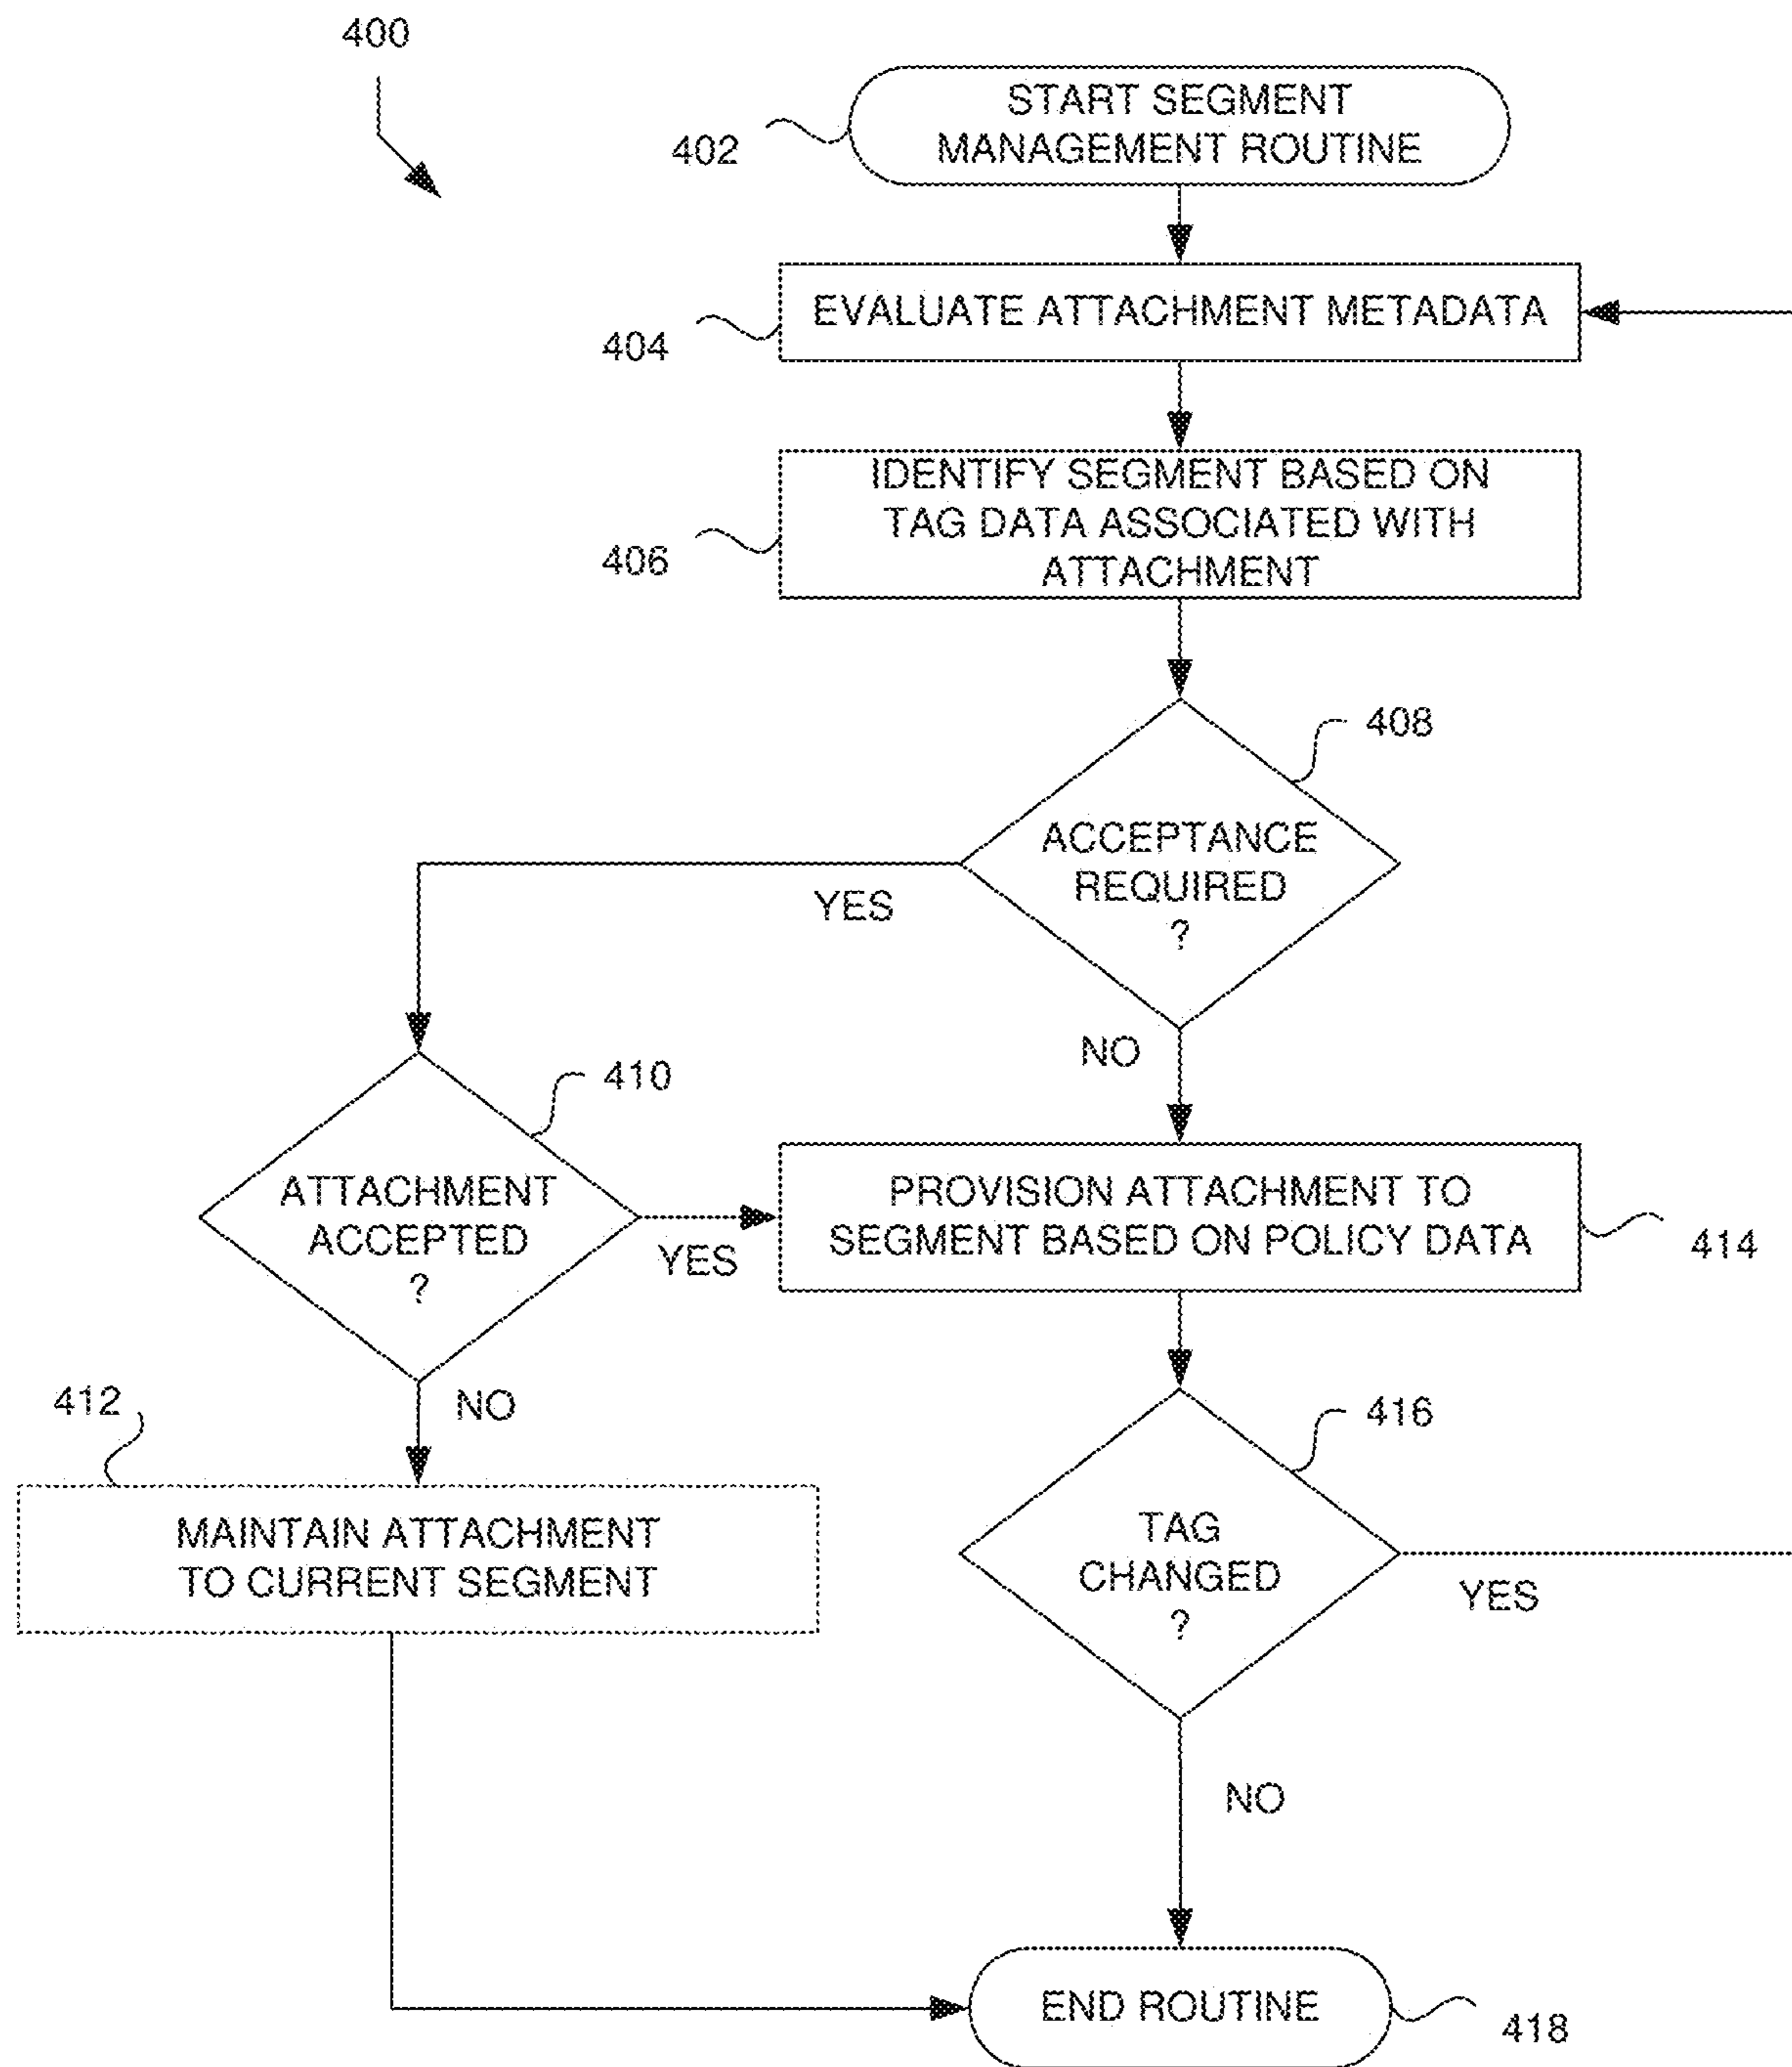 400
START SEGMENT
MANAGEMENT ROUTINE
402
EVALUATE ATTACHMENT METADATA
404
IDENTIFY SEGMENT BASED ON
TAG DATA ASSOCIATED WITH
ATTACHMENT
406
408
ACCEPTANCE
REQUIRED
?
YES
NO
410
ATTACHMENT
ACCEPTED
?
YES
PROVISION ATTACHMENT TO
SEGMENT BASED ON POLICY DATA
414
NO
412
MAINTAIN ATTACHMENT
TO CURRENT SEGMENT
416
TAG
CHANGED
?
YES
NO
END ROUTINE
418